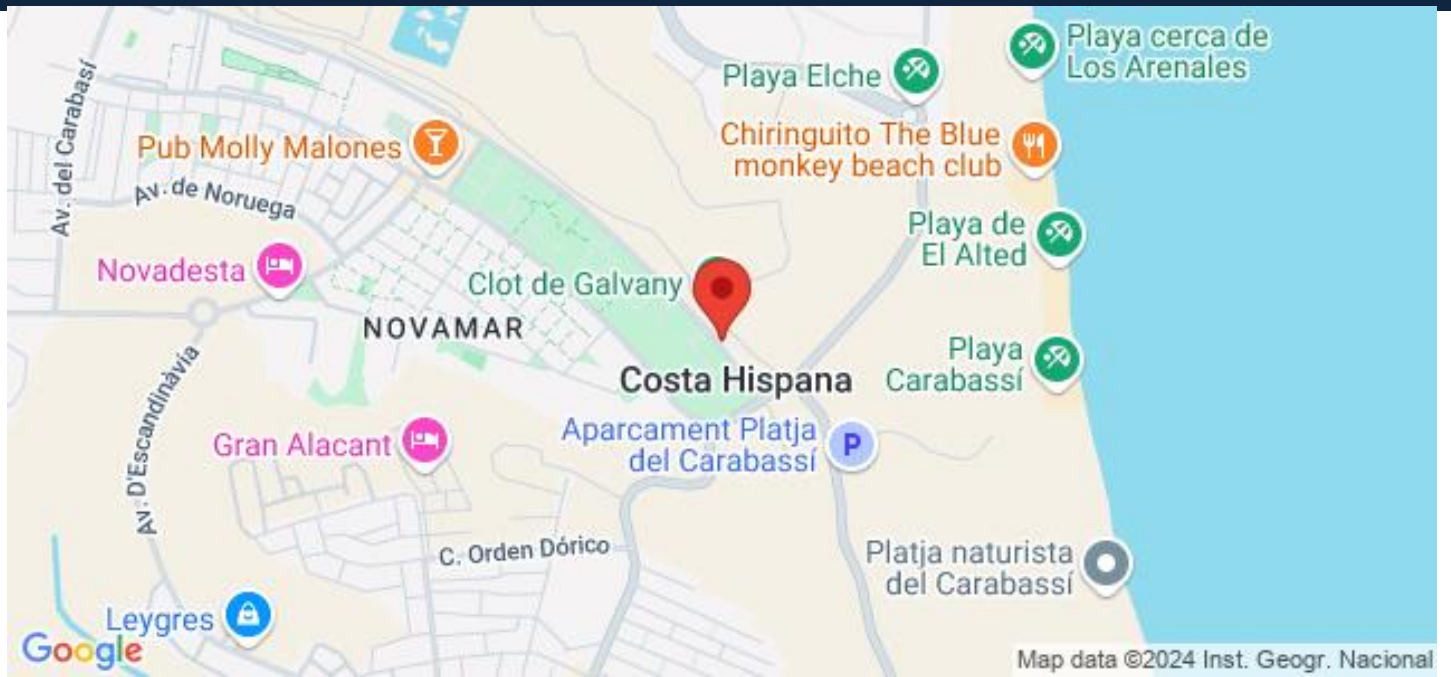 Playa cerca de
Los Arenales
Playa Elche
Av. del Carabasí
Pub Molly Malones
Chiringuito The Blue
monkey beach club
Av. de Noruega
Playa de
El Alted
Novadesta
Clot de Galvany
NOVAMAR
Playa
Carabassí
Costa Hispana
Av. D'Escandinàvia
Gran Alacant
Aparcament Platja
del Carabassí
P
C. Orden Dórico
Platja naturista
del Carabassí
Leygres
Google
Map data ©2024 Inst. Geogr. Nacional